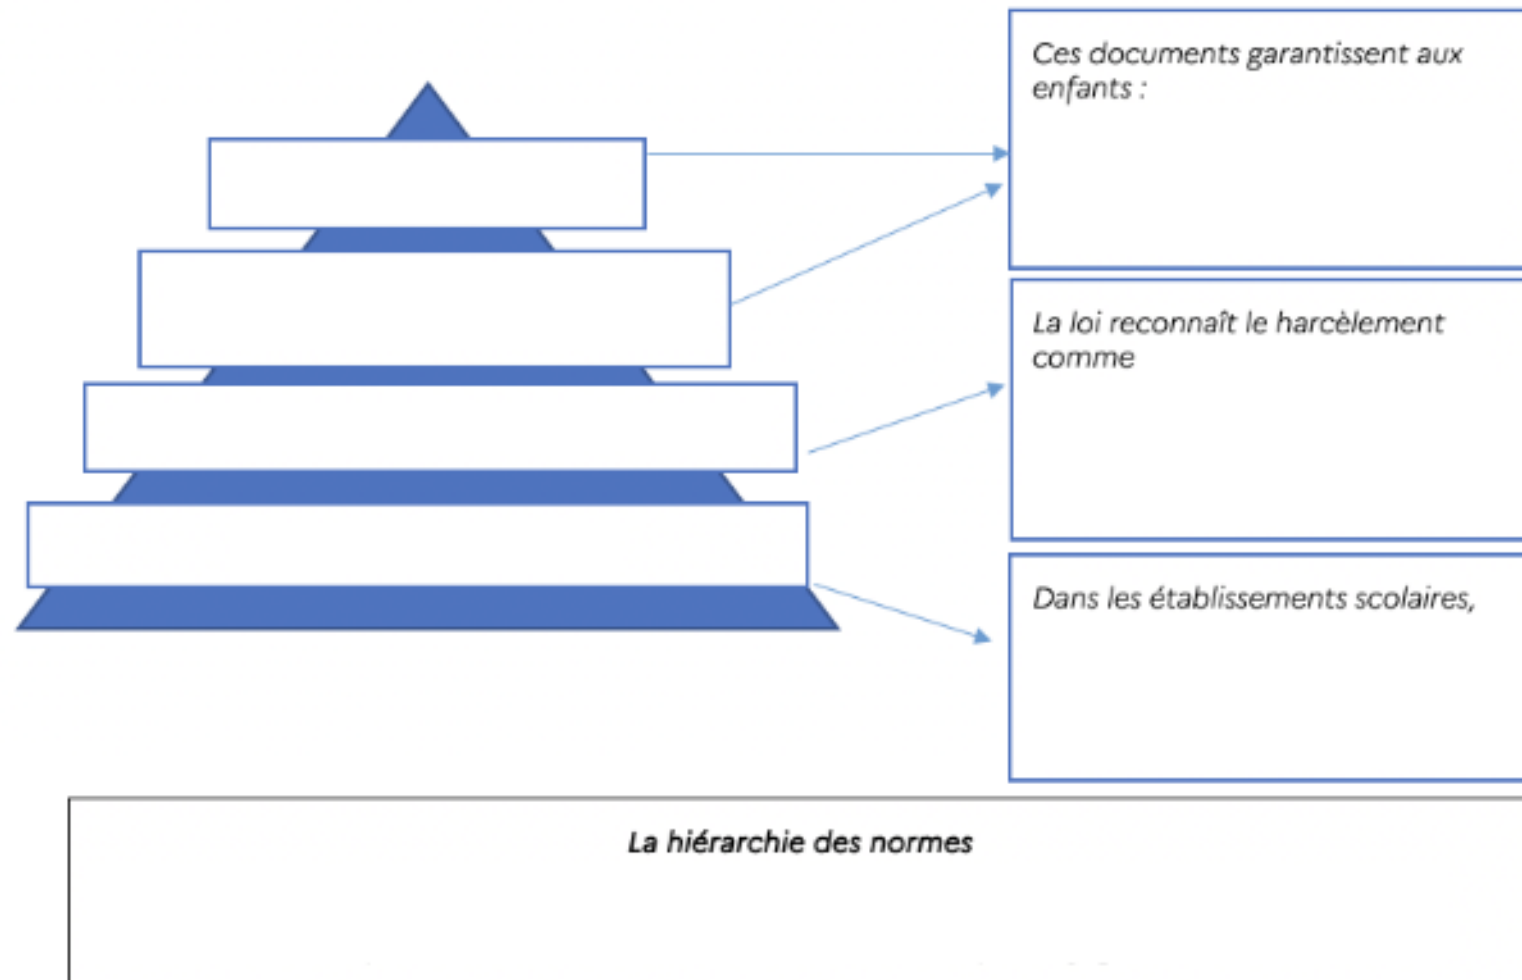 Ces documents garantissent aux
enfants :
La loi reconnaît le harcèlement
comme
Dans les établissements scolaires,
La hiérarchie des normes